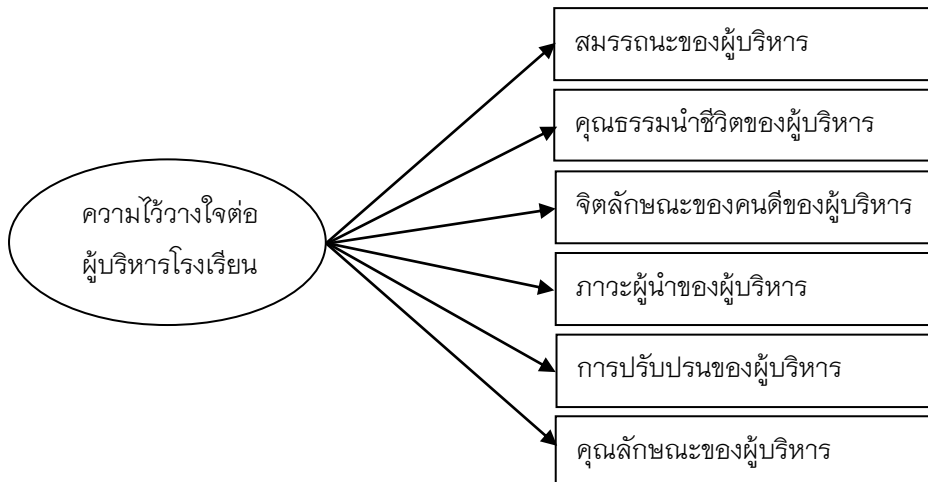 ความไว้วางใจต่อ
ผู้บริหารโรงเรียน
สมรรถนะของผู้บริหาร
คุณธรรมนำชีวิตของผู้บริหาร
จิตลักษณะของคนดีของผู้บริหาร
ภาวะผู้นำของผู้บริหาร
การปรับปรนของผู้บริหาร
คุณลักษณะของผู้บริหาร